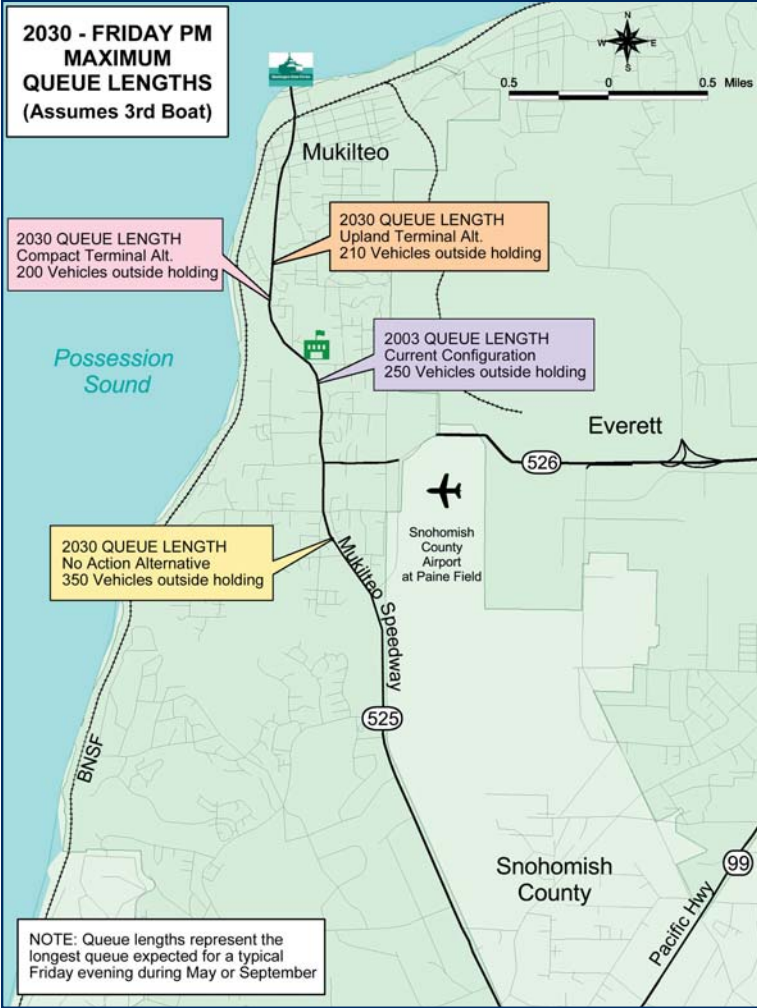 2030 - FRIDAY PM
MAXIMUM
QUEUE LENGTHS
(Assumes 3rd Boat)
N
W E
S
0.5 0 0.5 Miles
Mukilteo
2030 QUEUE LENGTH
Upland Terminal Alt.
210 Vehicles outside holding
2030 QUEUE LENGTH
Compact Terminal Alt.
200 Vehicles outside holding
2003 QUEUE LENGTH
Current Configuration
250 Vehicles outside holding
Possession
Sound
Everett
526
Snohomish
County
Airport
at Paine Field
2030 QUEUE LENGTH
No Action Alternative
350 Vehicles outside holding
Mukilteo Speedway
525
BNSF
Snohomish
County
99
Pacific Hwy
NOTE: Queue lengths represent the
longest queue expected for a typical
Friday evening during May or September